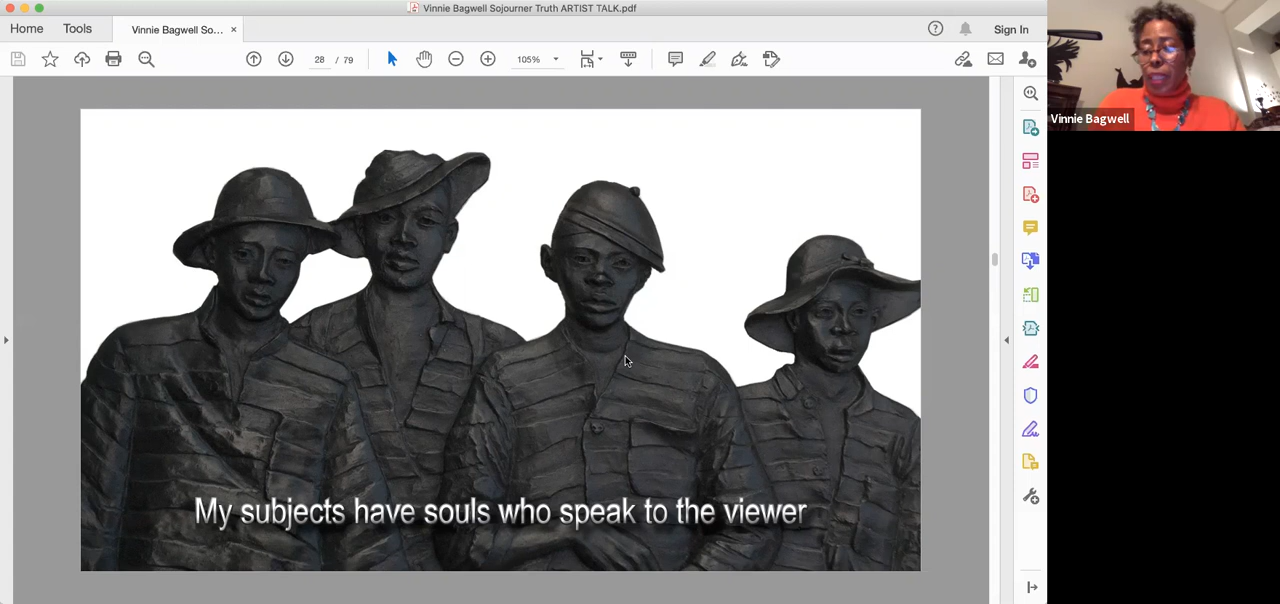 Vinnie Bagwell Sojourner Truth ARTIST TALK.pdf
Home Tools Vinnie Bagwell So... × Sign In
28 / 79 105%
Vinnie Bagwell
My subjects have souls who speak to the viewer